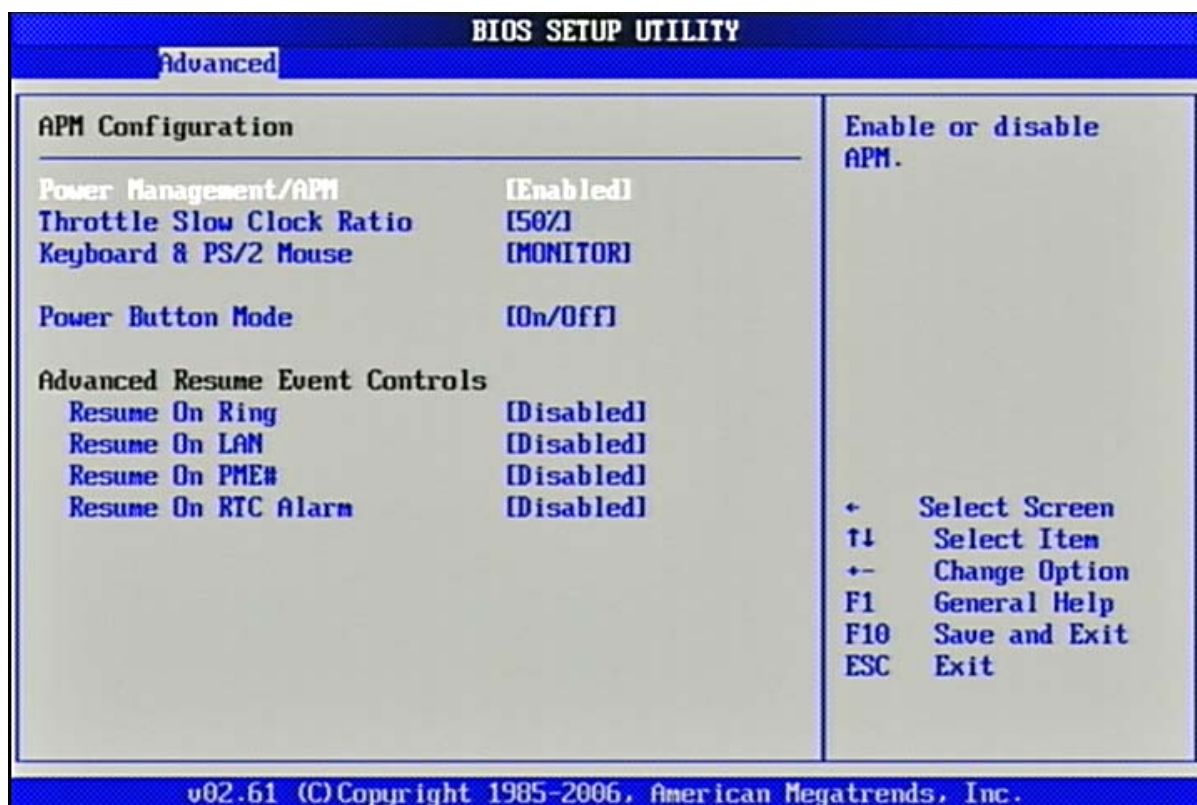 BIOS SETUP UTILITY
Advanced
APM Configuration
Power Management/APM [Enabled]
Throttle Slow Clock Ratio [50%]
Keyboard & PS/2 Mouse [MONITOR]
Power Button Mode [On/Off]
Advanced Resume Event Controls
Resume On Ring [Disabled]
Resume On LAN [Disabled]
Resume On PME# [Disabled]
Resume On RTC Alarm [Disabled]
Enable or disable
APM.
← Select Screen
↑↓ Select Item
+- Change Option
F1 General Help
F10 Save and Exit
ESC Exit
v02.61 (C)Copyright 1985-2006, American Megatrends, Inc.